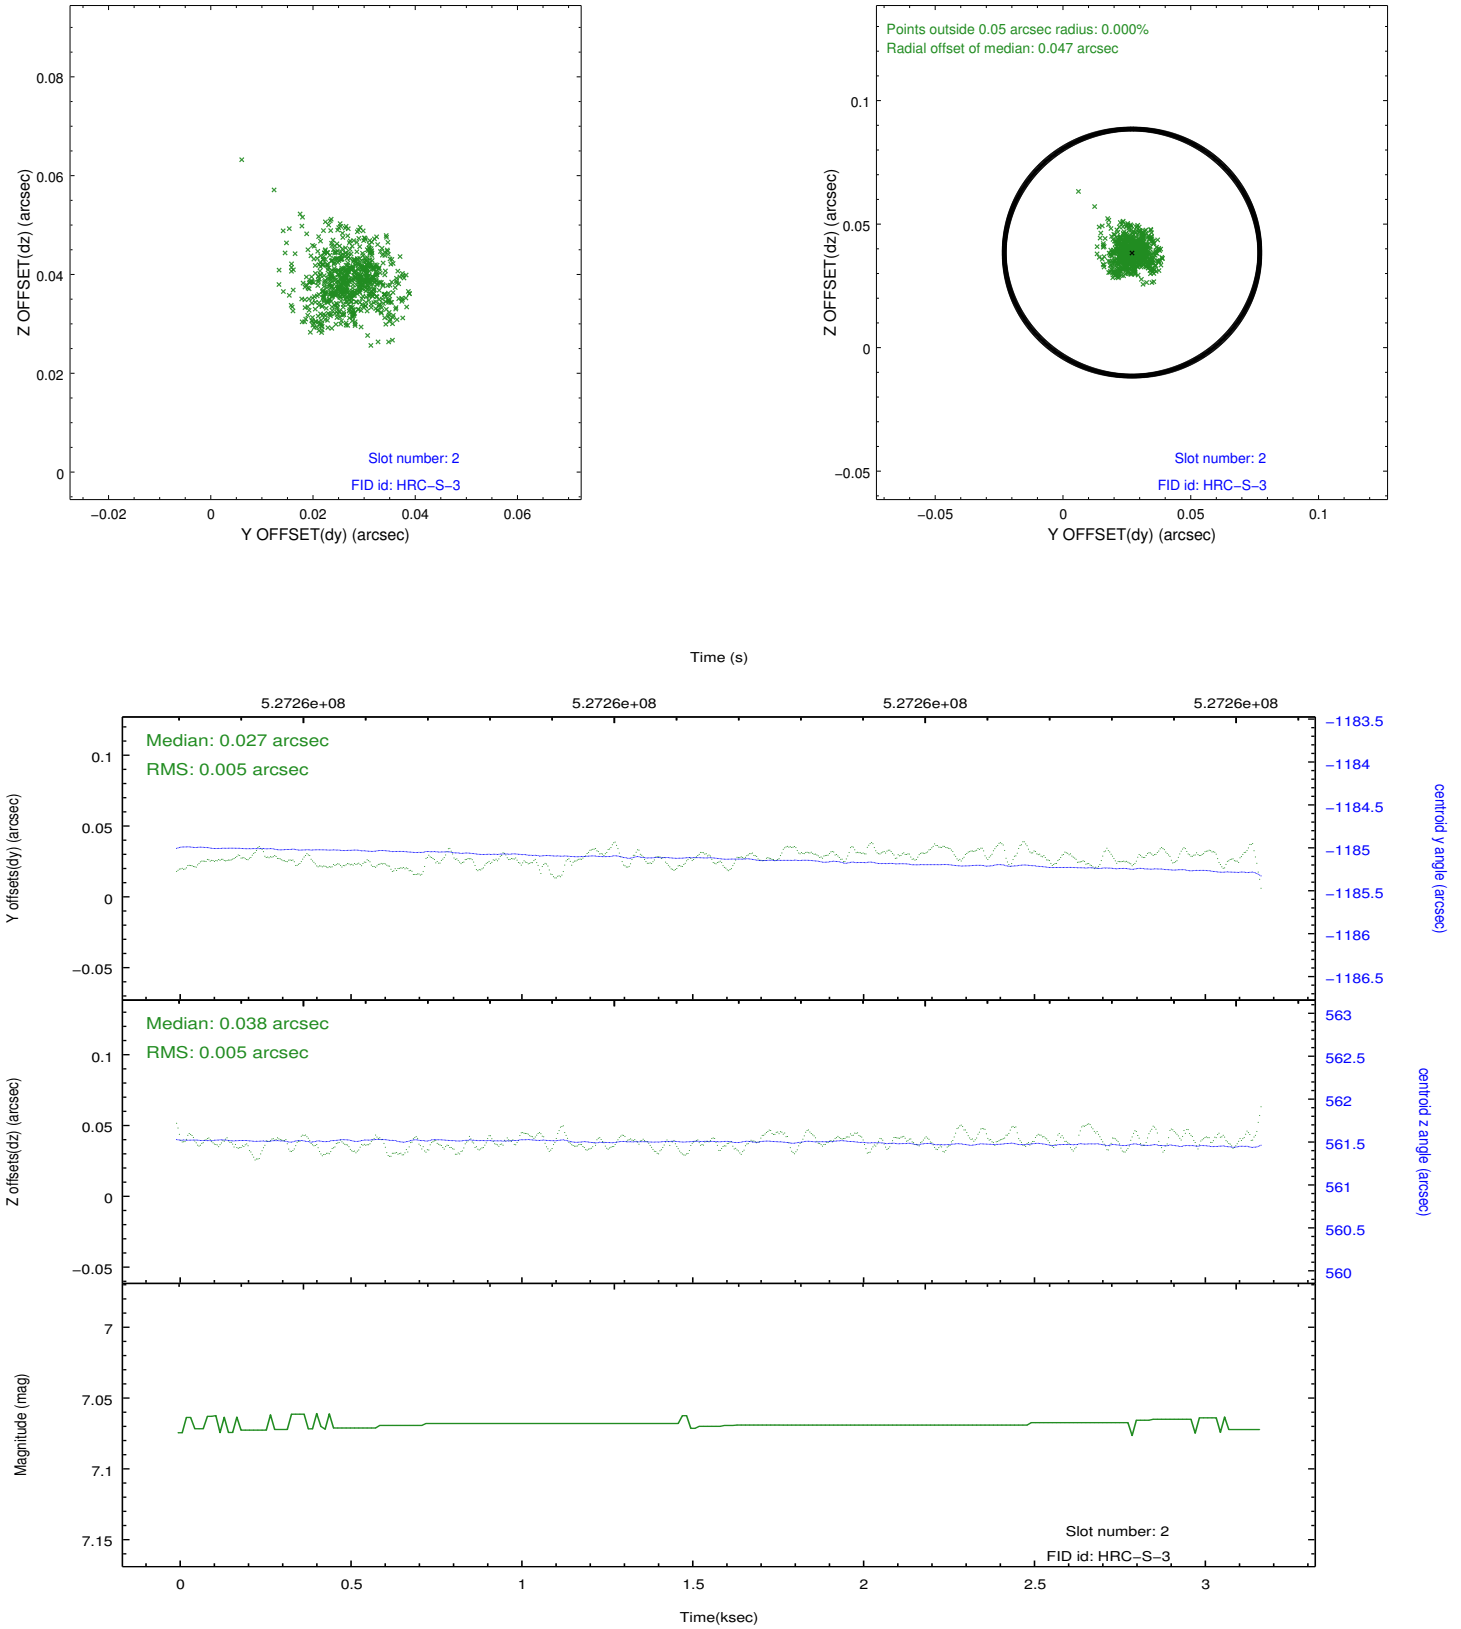 0.08
0.06
0.04
0.02
0
Z OFFSET(dz) (arcsec)
Slot number: 2
FID id: HRC−S−3
−0.02
0
0.02
0.04
0.06
Y OFFSET(dy) (arcsec)
Points outside 0.05 arcsec radius: 0.000%
Radial offset of median: 0.047 arcsec
0.1
0.05
0
−0.05
Z OFFSET(dz) (arcsec)
Slot number: 2
FID id: HRC−S−3
−0.05
0
0.05
0.1
Y OFFSET(dy) (arcsec)
Time (s)
5.2726e+08
5.2726e+08
5.2726e+08
5.2726e+08
Median: 0.027 arcsec
RMS: 0.005 arcsec
0.1
0.05
0
−0.05
Y offsets(dy) (arcsec)
−1183.5
−1184
−1184.5
−1185
−1185.5
−1186
−1186.5
centroid y angle (arcsec)
Median: 0.038 arcsec
RMS: 0.005 arcsec
0.1
0.05
0
−0.05
Z offsets(dz) (arcsec)
563
562.5
562
561.5
561
560.5
560
centroid z angle (arcsec)
7
7.05
7.1
7.15
Magnitude (mag)
Slot number: 2
FID id: HRC−S−3
0
0.5
1
1.5
2
2.5
3
Time(ksec)